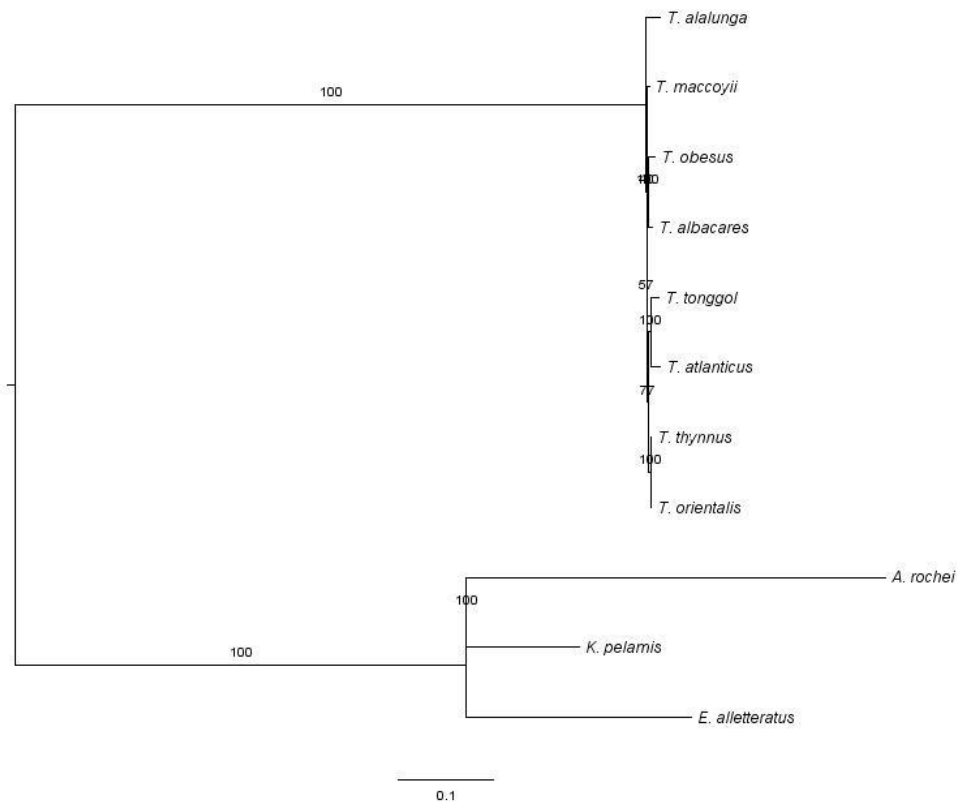 T. alalunga
T. maccoyii
100
T. obesus
T. albacares
57
T. tonggol
100
T. atlanticus
77
T. thynnus
100
T. orientalis
A. rochei
100
K. pelamis
100
E. alletteratus
0.1